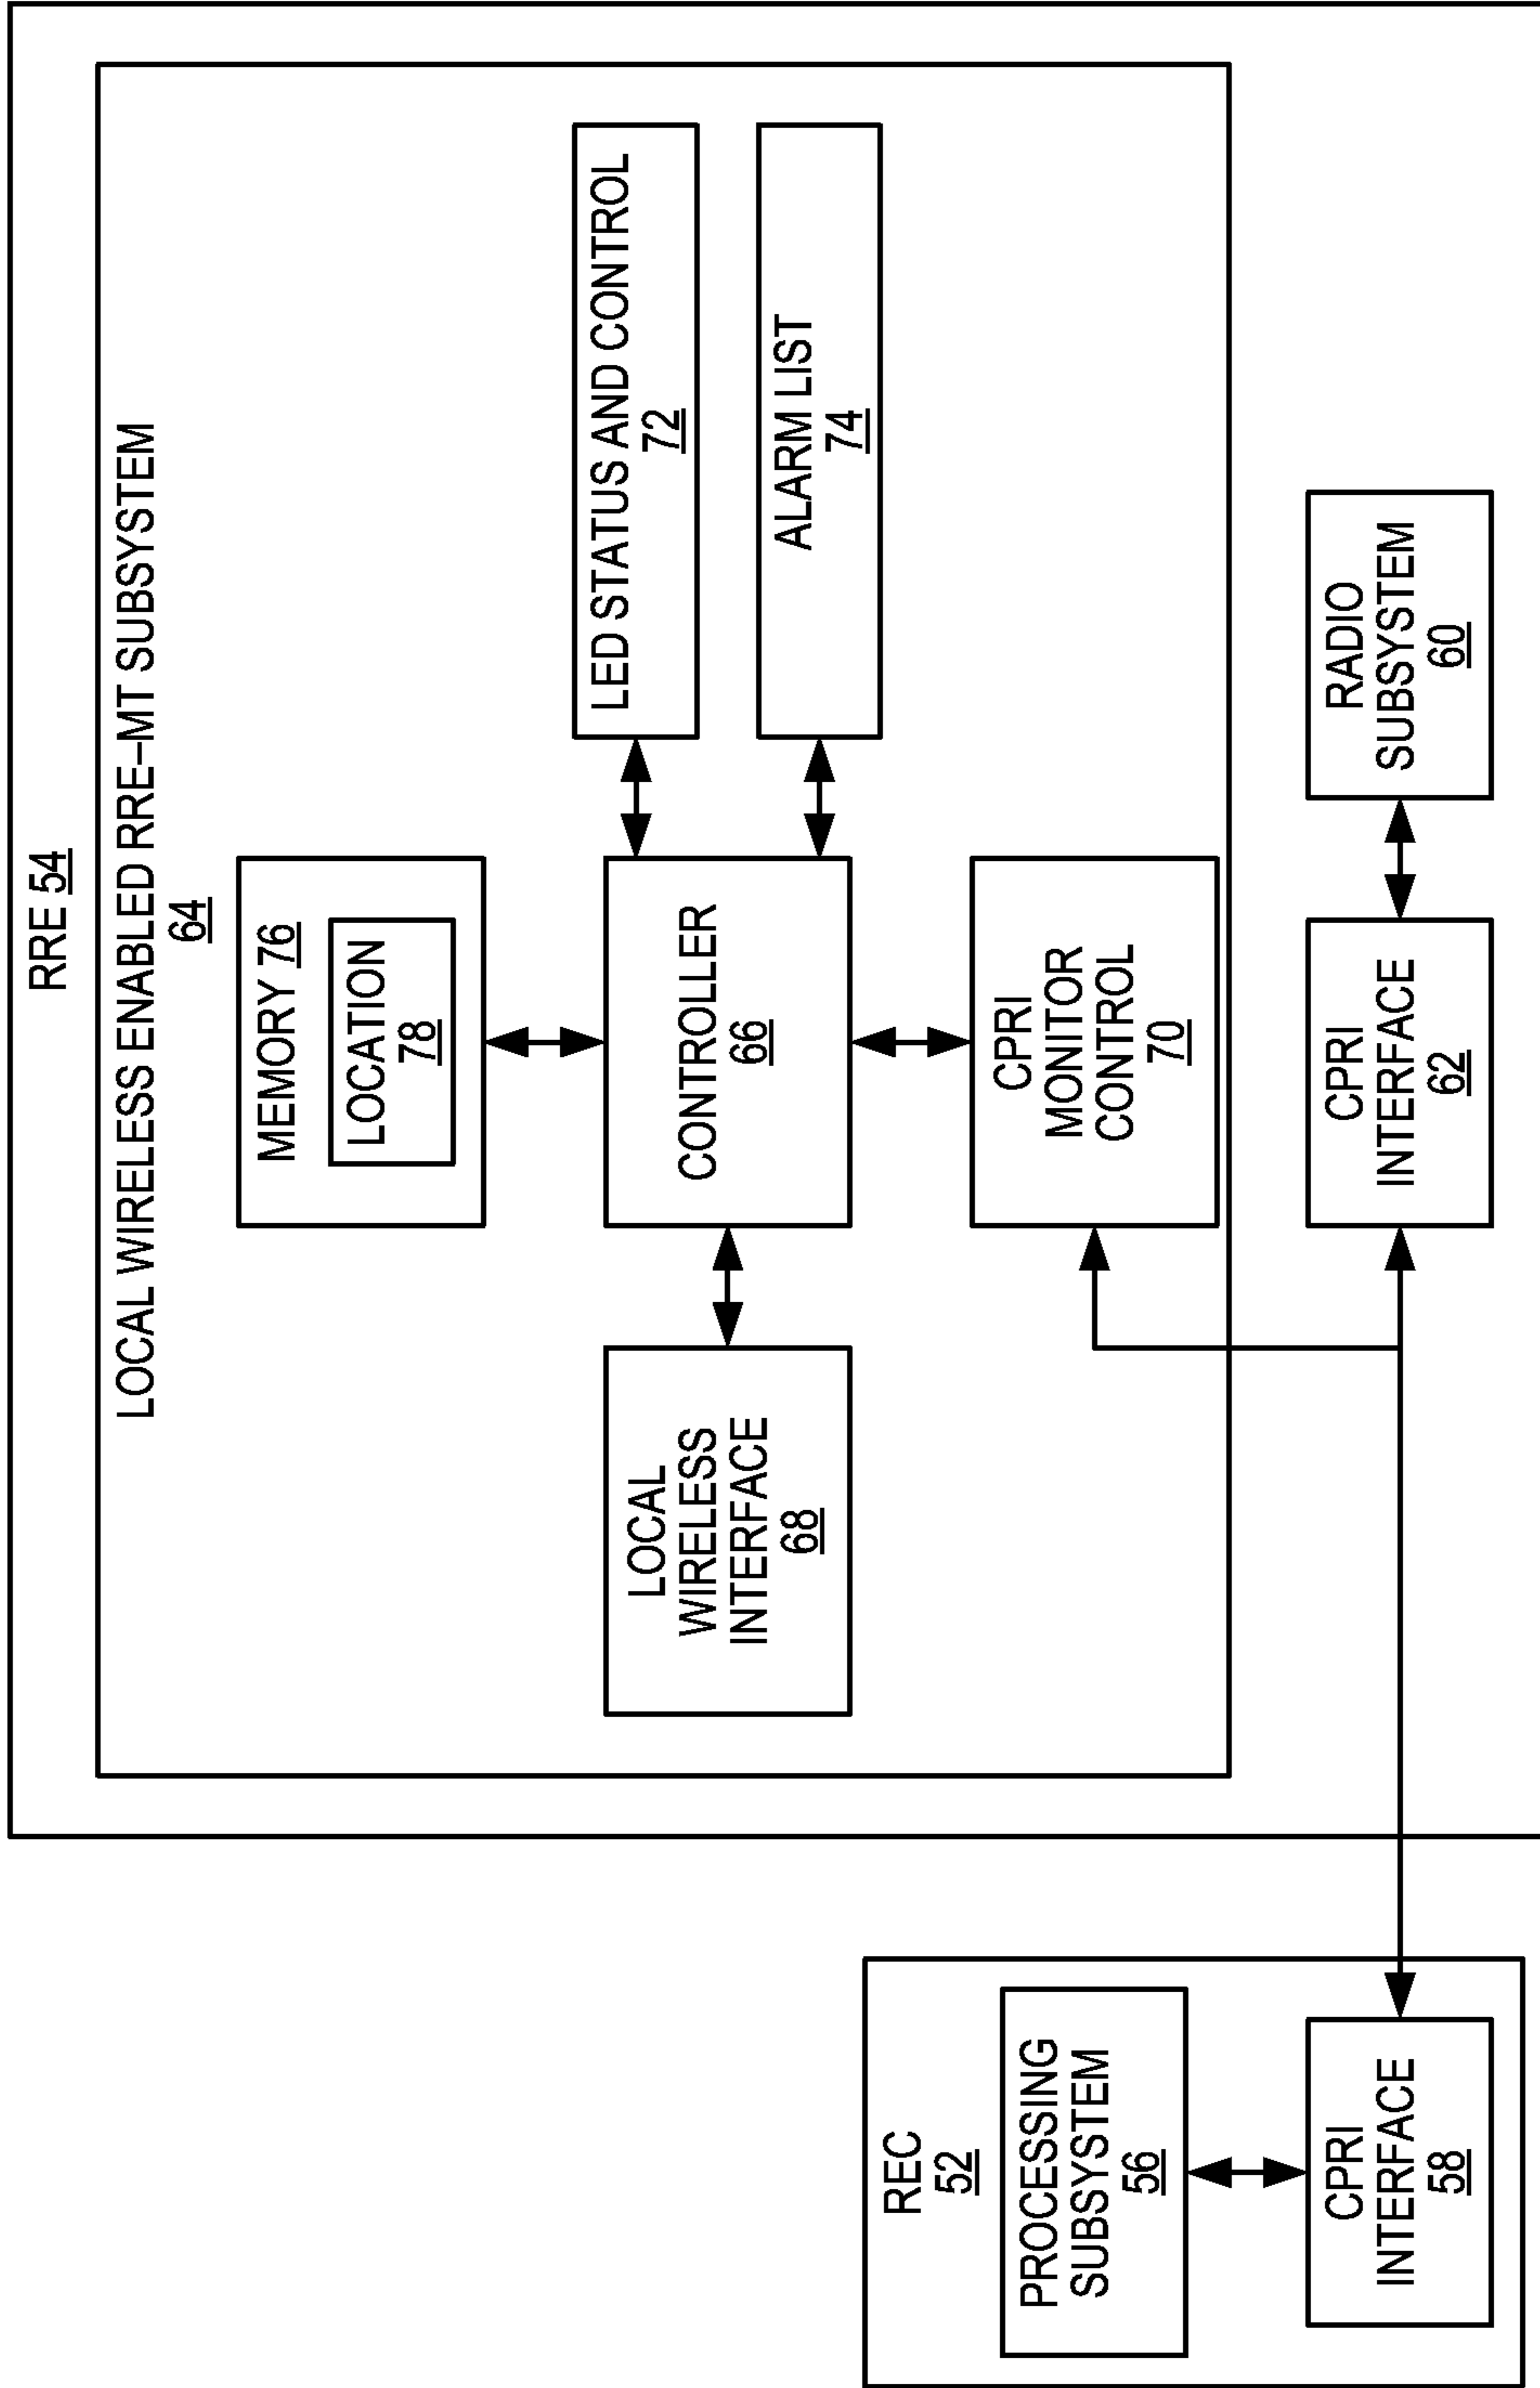 RRE 54
LOCAL WIRELESS ENABLED RRE–MT SUBSYSTEM
64
MEMORY 76
LOCATION
78
LOCAL
WIRELESS
INTERFACE
68
CONTROLLER
66
LED STATUS AND CONTROL
72
ALARM LIST
74
CPRI
MONITOR
CONTROL
70
REC
52
PROCESSING
SUBSYSTEM
56
CPRI
INTERFACE
58
CPRI
INTERFACE
62
RADIO
SUBSYSTEM
60